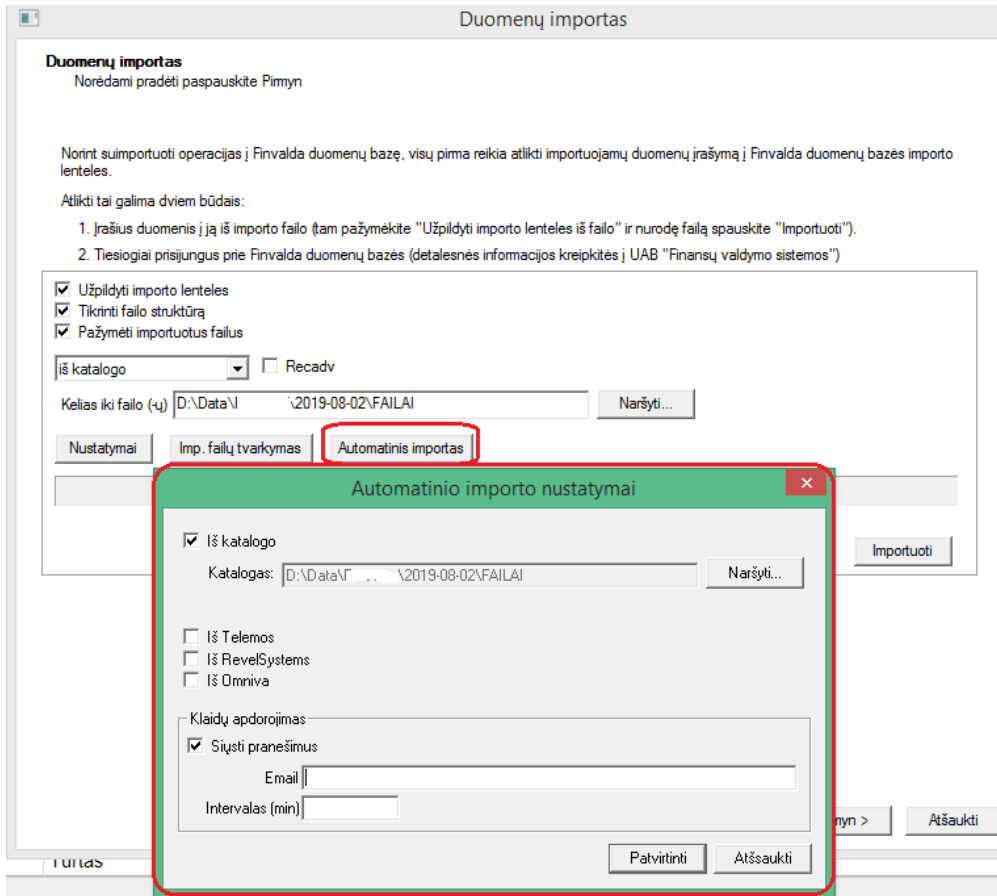 Duomenų importas
Duomenų importas
Norėdami pradėti paspauskite Pirmyn
Norint suimportuoti operacijas į Finvalda duomenų bazę, visų pirma reikia atlikti importuojamų duomenų įrašymą į Finvalda duomenų bazės importo
lenteles.
Atlikti tai galima dviem būdais:
1. Įrašius duomenis į ją iš importo failo (tam pažymėkite "Užpildyti importo lenteles iš failo" ir nurodę failą spauskite "Importuoti").
2. Tiesiogiai prisijungus prie Finvalda duomenų bazės (detalesnės informacijos kreipkitės į UAB "Finansų valdymo sistemos")
Užpildyti importo lenteles
Tikrinti failo struktūrą
Pažymėti importuotus failus
iš katalogo Recadv
Kelias iki failo (-ų) D:\Data\I \2019-08-02\FAILAI Naršyti...
Nustatymai Imp. failų tvarkymas Automatinis importas
Automatinio importo nustatymai
Iš katalogo
Katalogas: D:\Data\ \2019-08-02\FAILAI Naršyti...
Importuoti
Iš Telemos
Iš RevelSystems
Iš Omniva
Klaidų apdorojimas
Siųsti pranešimus
Email
Intervalas (min)
myn > Atšaukti
Patvirtinti Atšsaukti
Turtas